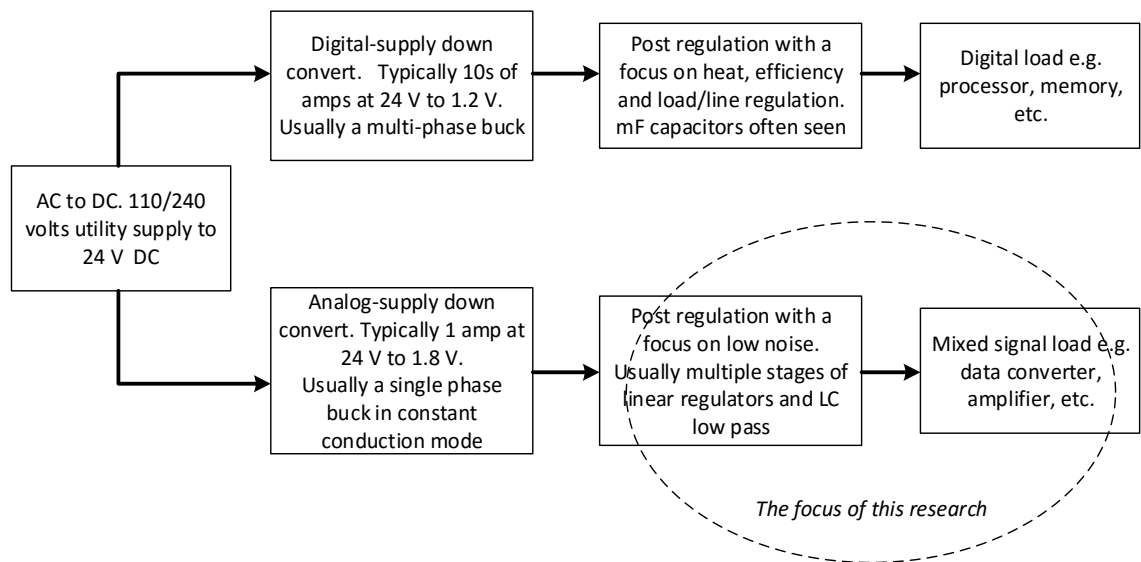 AC to DC. 110/240
volts utility supply to
24 V DC
Digital-supply down
convert. Typically 10s of
amps at 24 V to 1.2 V.
Usually a multi-phase buck
Post regulation with a
focus on heat, efficiency
and load/line regulation.
mF capacitors often seen
Digital load e.g.
processor, memory,
etc.
Analog-supply down
convert. Typically 1 amp at
24 V to 1.8 V.
Usually a single phase
buck in constant
conduction mode
Post regulation with a
focus on low noise.
Usually multiple stages of
linear regulators and LC
low pass
Mixed signal load e.g.
data converter,
amplifier, etc.
The focus of this research